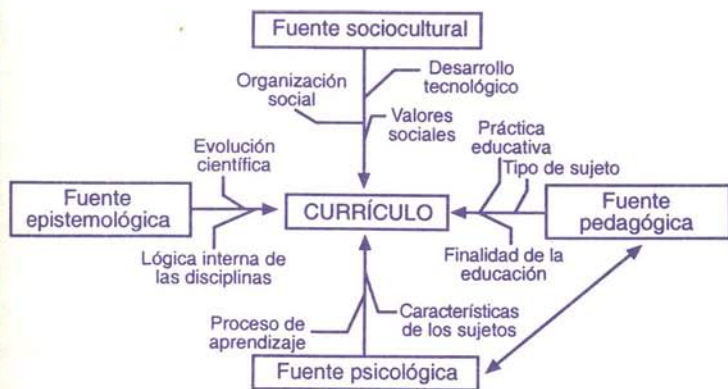 Fuente sociocultural
Organización
social
Desarrollo
tecnológico
Valores
sociales
Evolución
científica
Práctica
educativa
Tipo de sujeto
Fuente
epistemológica
CURRÍCULO
Fuente
pedagógica
Lógica interna de
las disciplinas
Finalidad de la
educación
Proceso de
aprendizaje
Características
de los sujetos
Fuente psicológica